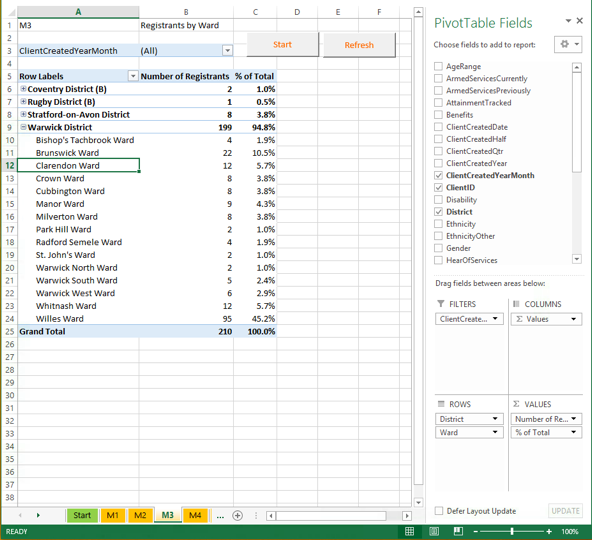 A B C D E F
1 M3 Registrants by Ward
2
3 ClientCreatedYearMonth (All)
Start Refresh
4
5 Row Labels Number of Registrants % of Total
6 Coventry District (B) 2 1.0%
7 Rugby District (B) 1 0.5%
8 Stratford-on-Avon District 8 3.8%
9 Warwick District 199 94.8%
10 Bishop's Tachbrook Ward 4 1.9%
11 Brunswick Ward 22 10.5%
12 Clarendon Ward 12 5.7%
13 Crown Ward 8 3.8%
14 Cubbington Ward 8 3.8%
15 Manor Ward 9 4.3%
16 Milverton Ward 8 3.8%
17 Park Hill Ward 2 1.0%
18 Radford Semele Ward 4 1.9%
19 St. John's Ward 2 1.0%
20 Warwick North Ward 2 1.0%
21 Warwick South Ward 5 2.4%
22 Warwick West Ward 6 2.9%
23 Whitnash Ward 12 5.7%
24 Willes Ward 95 45.2%
25 Grand Total 210 100.0%
26
27
28
29
30
31
32
33
34
35
36
37
38
Start M1 M2 M3 M4 ...
READY
PivotTable Fields
Choose fields to add to report:
AgeRange
ArmedServicesCurrently
ArmedServicesPreviously
AttainmentTracked
Benefits
ClientCreatedDate
ClientCreatedHalf
ClientCreatedQtr
ClientCreatedYear
ClientCreatedYearMonth
ClientID
Disability
District
Ethnicity
EthnicityOther
Gender
HearOfServices
Drag fields between areas below:
FILTERS COLUMNS
ClientCreate... Σ Values
ROWS Σ VALUES
District Number of Re...
Ward % of Total
Defer Layout Update UPDATE
100%